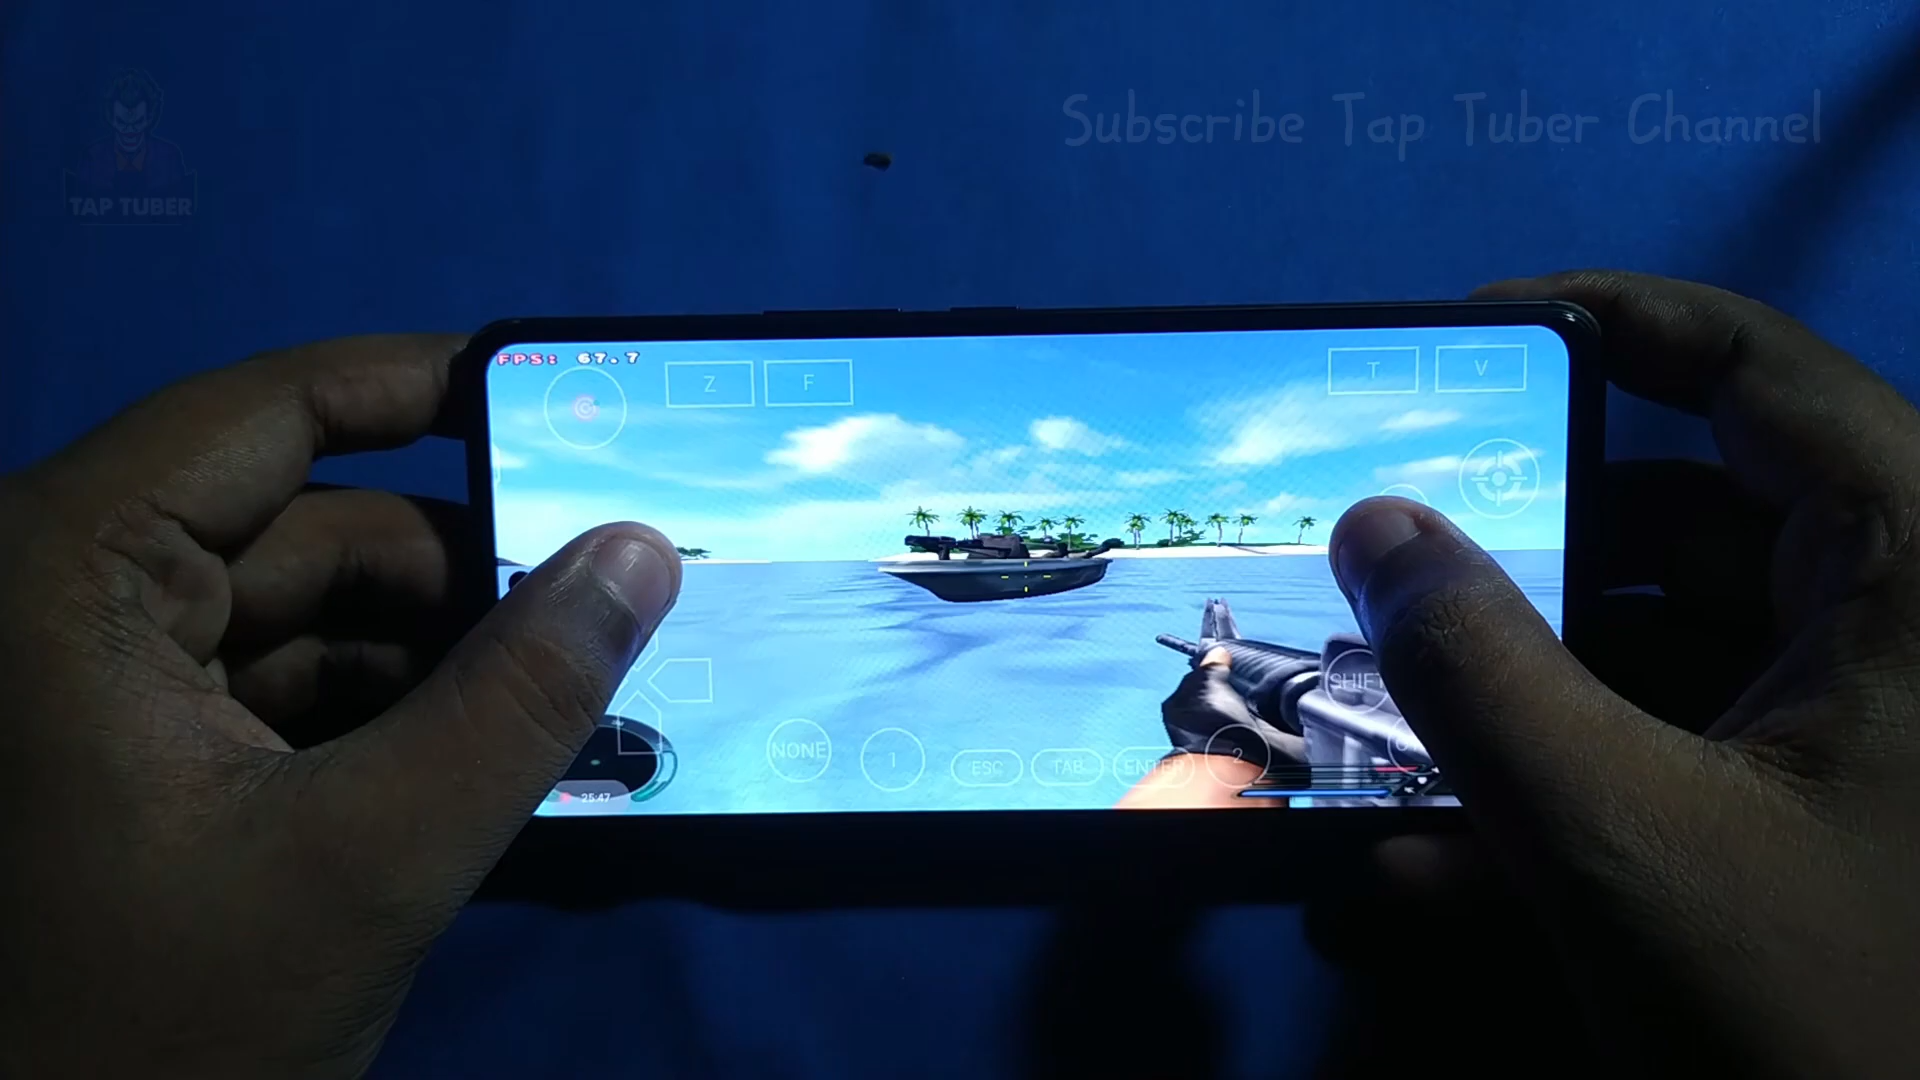 Subscribe Tap Tuber Channel
TAP TUBER
FPS: 67.7
Z
F
T
V
SHIFT
NONE
1
ESC
TAB
ENTER
2
25:47